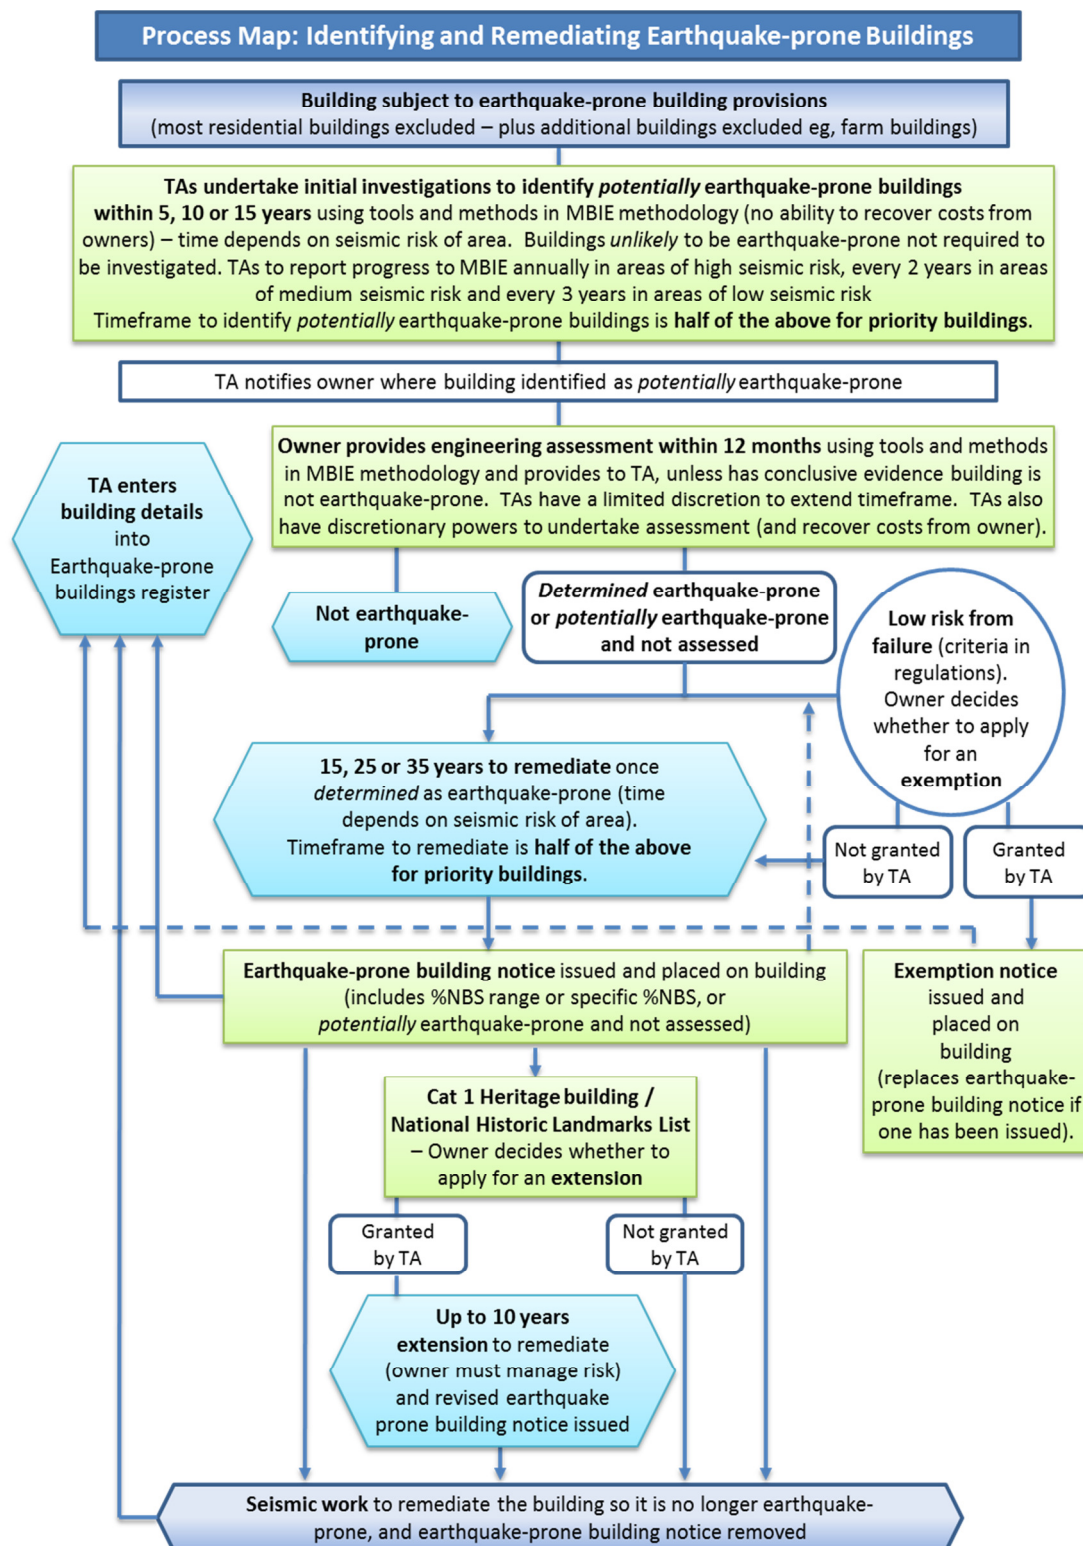 Process Map: Identifying and Remediating Earthquake-prone Buildings
Building subject to earthquake-prone building provisions
(most residential buildings excluded – plus additional buildings excluded eg, farm buildings)
TAs undertake initial investigations to identify potentially earthquake-prone buildings
within 5, 10 or 15 years using tools and methods in MBIE methodology (no ability to recover costs from
owners) – time depends on seismic risk of area. Buildings unlikely to be earthquake-prone not required to
be investigated. TAs to report progress to MBIE annually in areas of high seismic risk, every 2 years in areas
of medium seismic risk and every 3 years in areas of low seismic risk
Timeframe to identify potentially earthquake-prone buildings is half of the above for priority buildings.
TA notifies owner where building identified as potentially earthquake-prone
Owner provides engineering assessment within 12 months using tools and methods
in MBIE methodology and provides to TA, unless has conclusive evidence building is
not earthquake-prone. TAs have a limited discretion to extend timeframe. TAs also
have discretionary powers to undertake assessment (and recover costs from owner).
TA enters
building details
into
Earthquake-prone
buildings register
Not earthquake-
prone
Determined earthquake-prone
or potentially earthquake-prone
and not assessed
Low risk from
failure (criteria in
regulations).
Owner decides
whether to apply
for an
exemption
15, 25 or 35 years to remediate once
determined as earthquake-prone (time
depends on seismic risk of area).
Timeframe to remediate is half of the above
for priority buildings.
Not granted
by TA
Granted
by TA
Earthquake-prone building notice issued and placed on building
(includes %NBS range or specific %NBS, or
potentially earthquake-prone and not assessed)
Exemption notice
issued and
placed on
building
(replaces earthquake-
prone building notice if
one has been issued).
Cat 1 Heritage building /
National Historic Landmarks List
– Owner decides whether to
apply for an extension
Granted
by TA
Not granted
by TA
Up to 10 years
extension to remediate
(owner must manage risk)
and revised earthquake
prone building notice issued
Seismic work to remediate the building so it is no longer earthquake-
prone, and earthquake-prone building notice removed